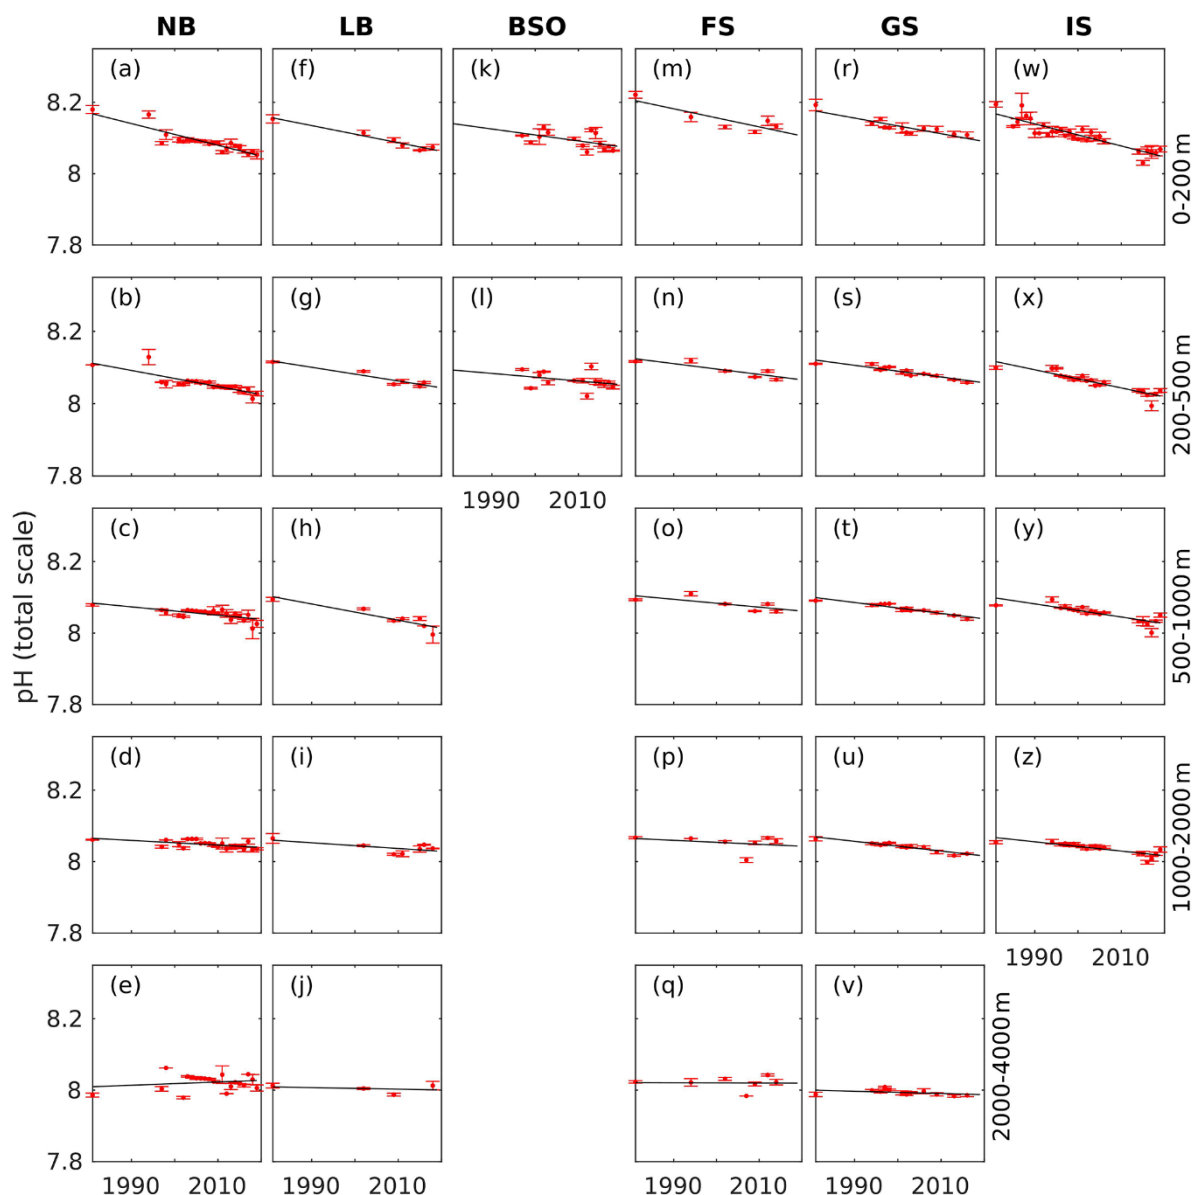 NB LB BSO FS GS IS
(a) (f) (k) (m) (r) (w)
8.2
8
7.8
0-200 m
(b) (g) (l) (n) (s) (x)
8.2
8
7.8
200-500 m
1990 2010
(c) (h) (o) (t) (y)
8.2
8
7.8
500-1000 m
pH (total scale)
(d) (i) (p) (u) (z)
8.2
8
7.8
1000-2000 m
1990 2010
(e) (j) (q) (v)
8.2
8
7.8
2000-4000 m
1990 2010 1990 2010 1990 2010 1990 2010